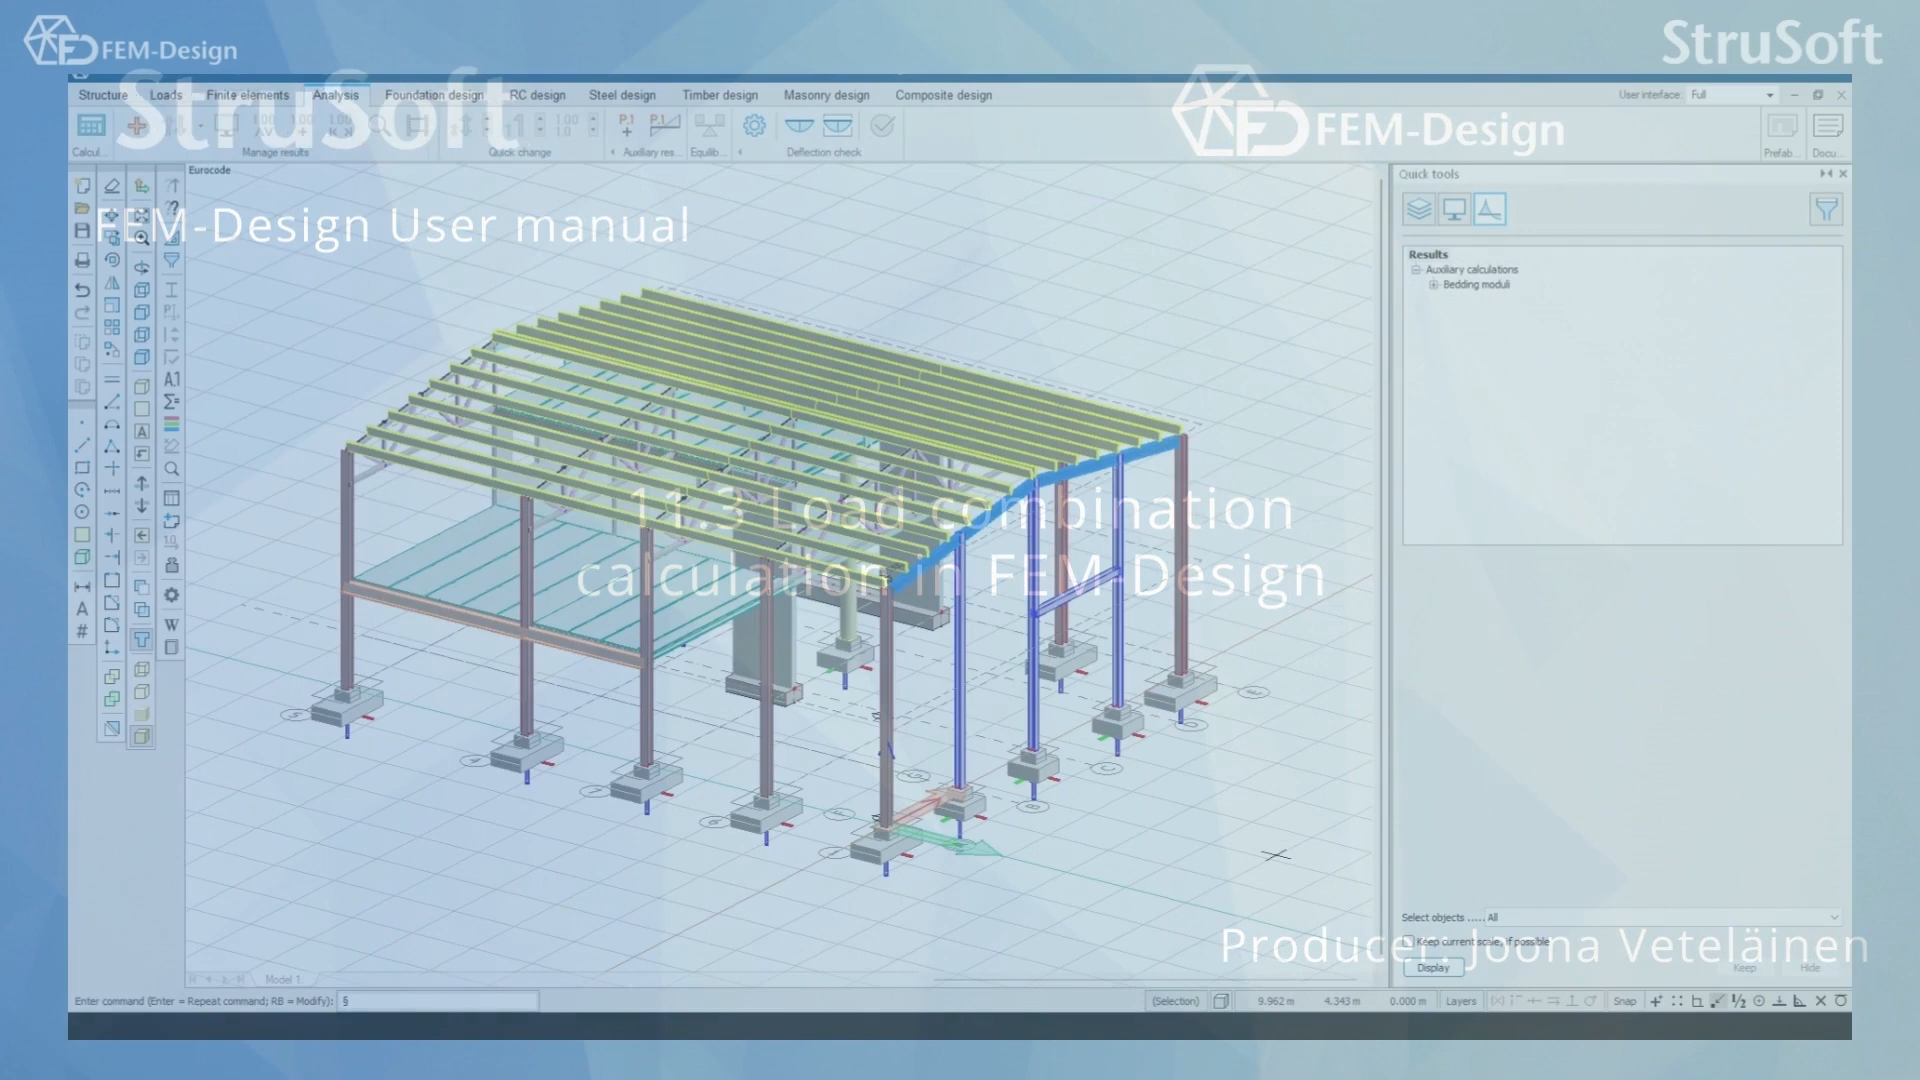 FEM-Design
StruSoft
StruSoft
FEM-Design
Structure Loads Finite elements Analysis Foundation design RC design Steel design Timber design Masonry design Composite design
User interface: Full
Calcul... Manage results Quick change Auxiliary res... Equilib... Deflection check Prefab... Docu...
Eurocode
Quick tools
FEM-Design User manual
Results
Auxiliary calculations
Bedding moduli
11.3 Load combination
calculation in FEM-Design
Select objects ..... All
Keep current scale, if possible
Producer: Joona Veteläinen
Display Keep Hide
Model 1
Enter command (Enter = Repeat command; RB = Modify): §
(Selection) 9.962 m 4.343 m 0.000 m Layers Snap